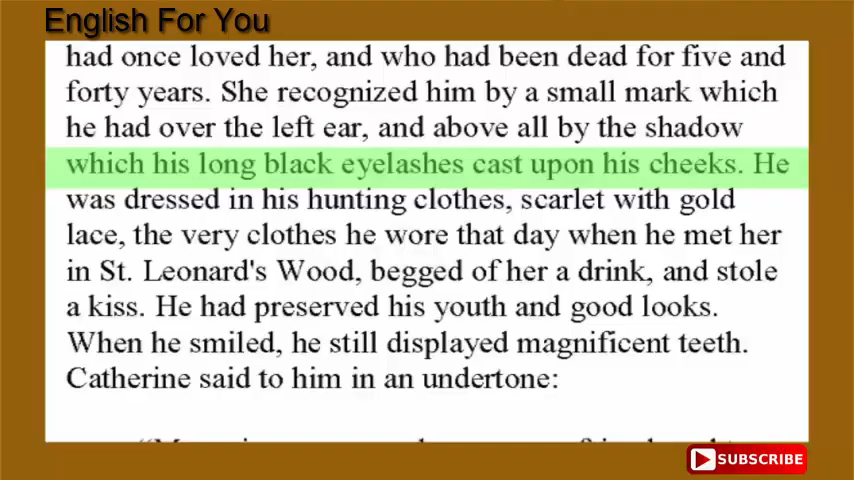 English For You
had once loved her, and who had been dead for five and
forty years. She recognized him by a small mark which
he had over the left ear, and above all by the shadow
which his long black eyelashes cast upon his cheeks. He
was dressed in his hunting clothes, scarlet with gold
lace, the very clothes he wore that day when he met her
in St. Leonard's Wood, begged of her a drink, and stole
a kiss. He had preserved his youth and good looks.
When he smiled, he still displayed magnificent teeth.
Catherine said to him in an undertone:
SUBSCRIBE